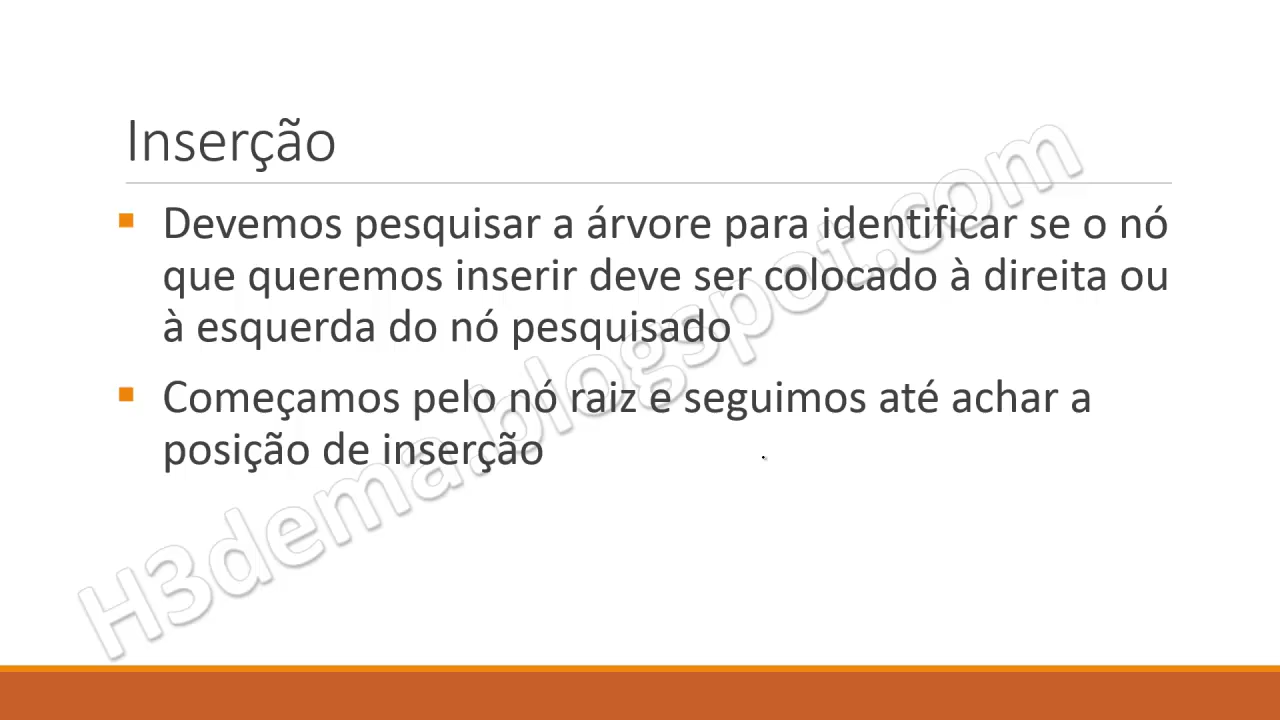 Inserção
▪ Devemos pesquisar a árvore para identificar se o nó
que queremos inserir deve ser colocado à direita ou
à esquerda do nó pesquisado
▪ Começamos pelo nó raiz e seguimos até achar a
posição de inserção
H3dema.blogspot.com